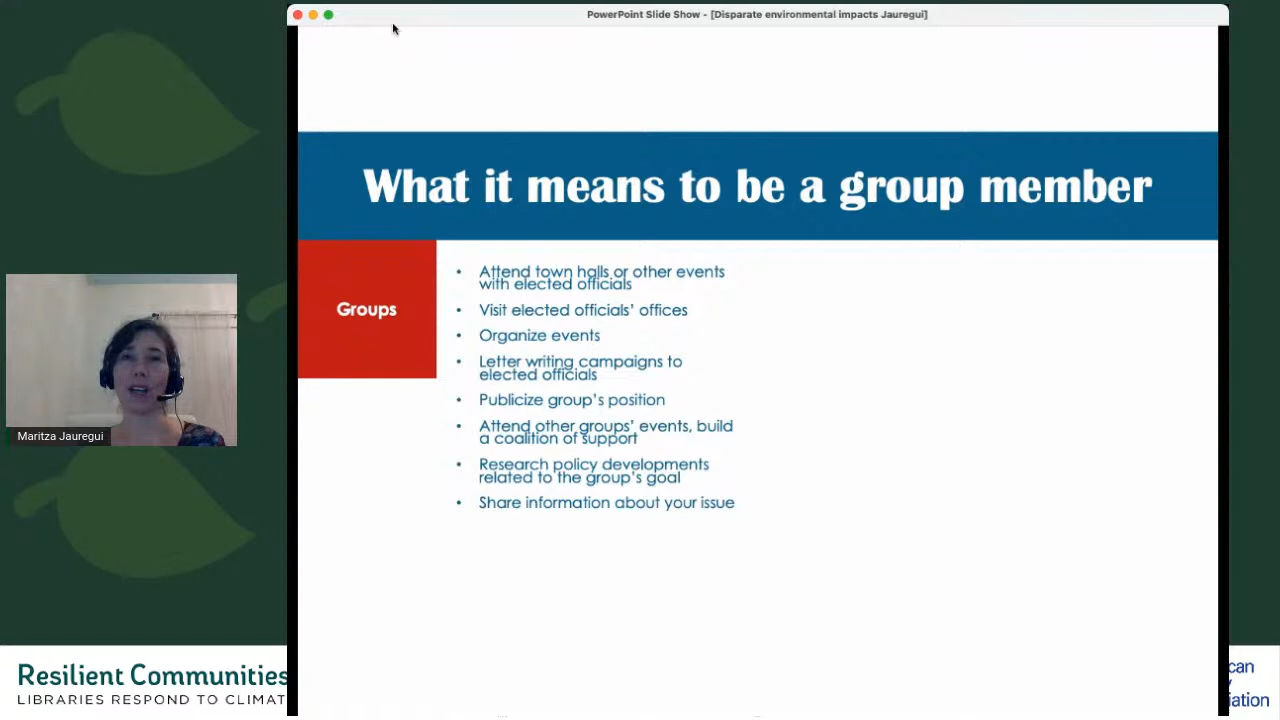 PowerPoint Slide Show - [Disparate environmental impacts Jauregui]
What it means to be a group member
Groups
• Attend town halls or other events
with elected officials
• Visit elected officials' offices
• Organize events
• Letter writing campaigns to
elected officials
• Publicize group's position
• Attend other groups' events, build
a coalition of support
• Research policy developments
related to the group's goal
• Share information about your issue
Maritza Jauregui
Resilient Communities
LIBRARIES RESPOND TO CLIMAT
can
iation